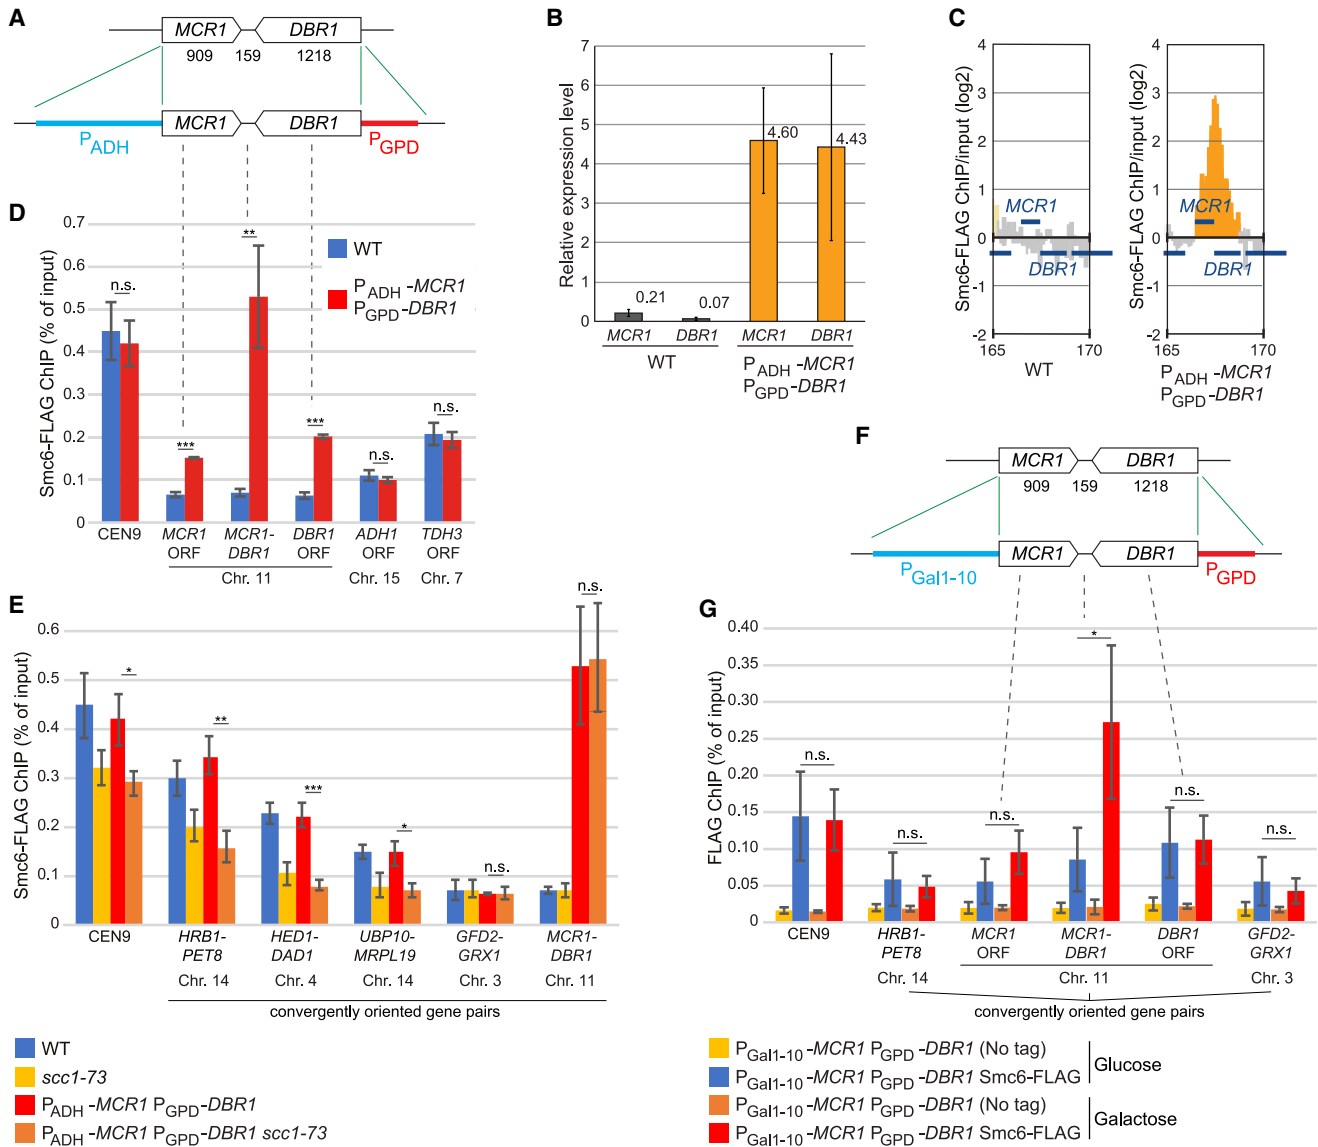 A
MCR1 DBR1
909 159 1218
MCR1 DBR1
PADH PGPD
B
Relative expression level
7
6
5
4
3
2
1
0
0.21 0.07 4.60 4.43
MCR1 DBR1 MCR1 DBR1
WT PADH-MCR1
PGPD-DBR1
C
Smc6-FLAG ChIP/input (log2)
4
3
2
1
0
-1
-2
MCR1
DBR1
165 170
WT
Smc6-FLAG ChIP/input (log2)
4
3
2
1
0
-1
-2
MCR1
DBR1
165 170
PADH-MCR1
PGPD-DBR1
D
Smc6-FLAG ChIP (% of input)
0.7
0.6
0.5
0.4
0.3
0.2
0.1
0
WT
PADH-MCR1
PGPD-DBR1
n.s. *** ** *** n.s. n.s.
CEN9 MCR1 MCR1- DBR1 ADH1 TDH3
ORF DBR1 ORF ORF ORF
Chr. 11 Chr. 15 Chr. 7
E
Smc6-FLAG ChIP (% of input)
0.6
0.5
0.4
0.3
0.2
0.1
0
* ** *** * n.s. n.s.
CEN9 HRB1- HED1- UBP10- GFD2- MCR1-
PET8 DAD1 MRPL19 GRX1 DBR1
Chr. 14 Chr. 4 Chr. 14 Chr. 3 Chr. 11
convergently oriented gene pairs
WT
scc1-73
PADH-MCR1 PGPD-DBR1
PADH-MCR1 PGPD-DBR1 scc1-73
F
MCR1 DBR1
909 159 1218
MCR1 DBR1
PGal1-10 PGPD
G
FLAG ChIP (% of input)
0.40
0.35
0.30
0.25
0.20
0.15
0.10
0.05
0
n.s. n.s. n.s. * n.s. n.s.
CEN9 HRB1- MCR1 MCR1- DBR1 GFD2-
PET8 ORF DBR1 ORF GRX1
Chr. 14 Chr. 11 Chr. 3
convergently oriented gene pairs
PGal1-10-MCR1 PGPD-DBR1 (No tag)
PGal1-10-MCR1 PGPD-DBR1 Smc6-FLAG
Glucose
PGal1-10-MCR1 PGPD-DBR1 (No tag)
PGal1-10-MCR1 PGPD-DBR1 Smc6-FLAG
Galactose